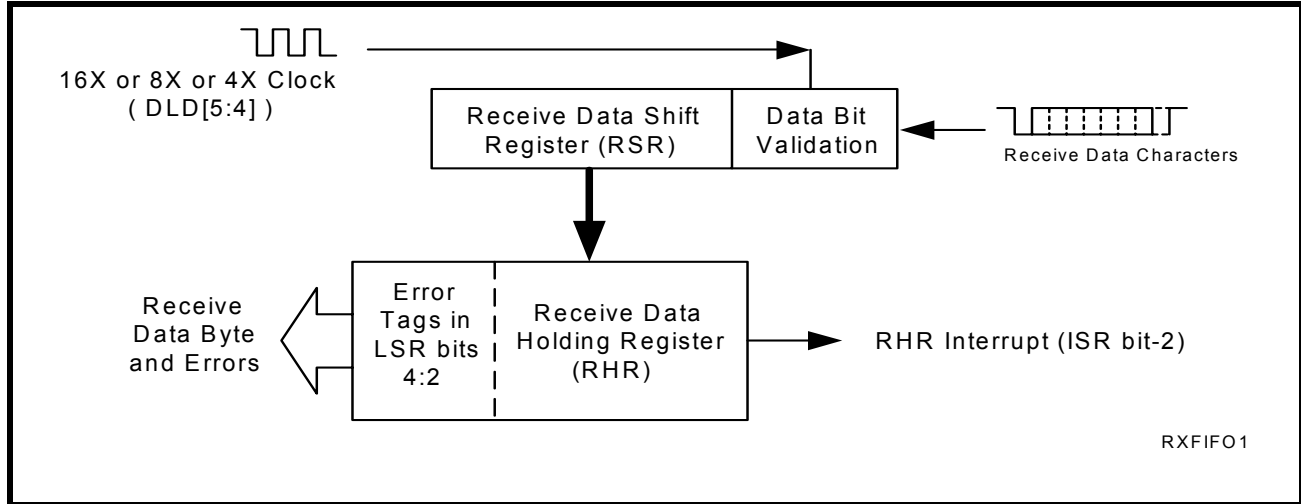 16X or 8X or 4X Clock
( DLD[5:4] )
Receive Data Shift
Register (RSR)
Data Bit
Validation
Receive Data Characters
Receive
Data Byte
and Errors
Error
Tags in
LSR bits
4:2
Receive Data
Holding Register
(RHR)
RHR Interrupt (ISR bit-2)
RXFIFO1